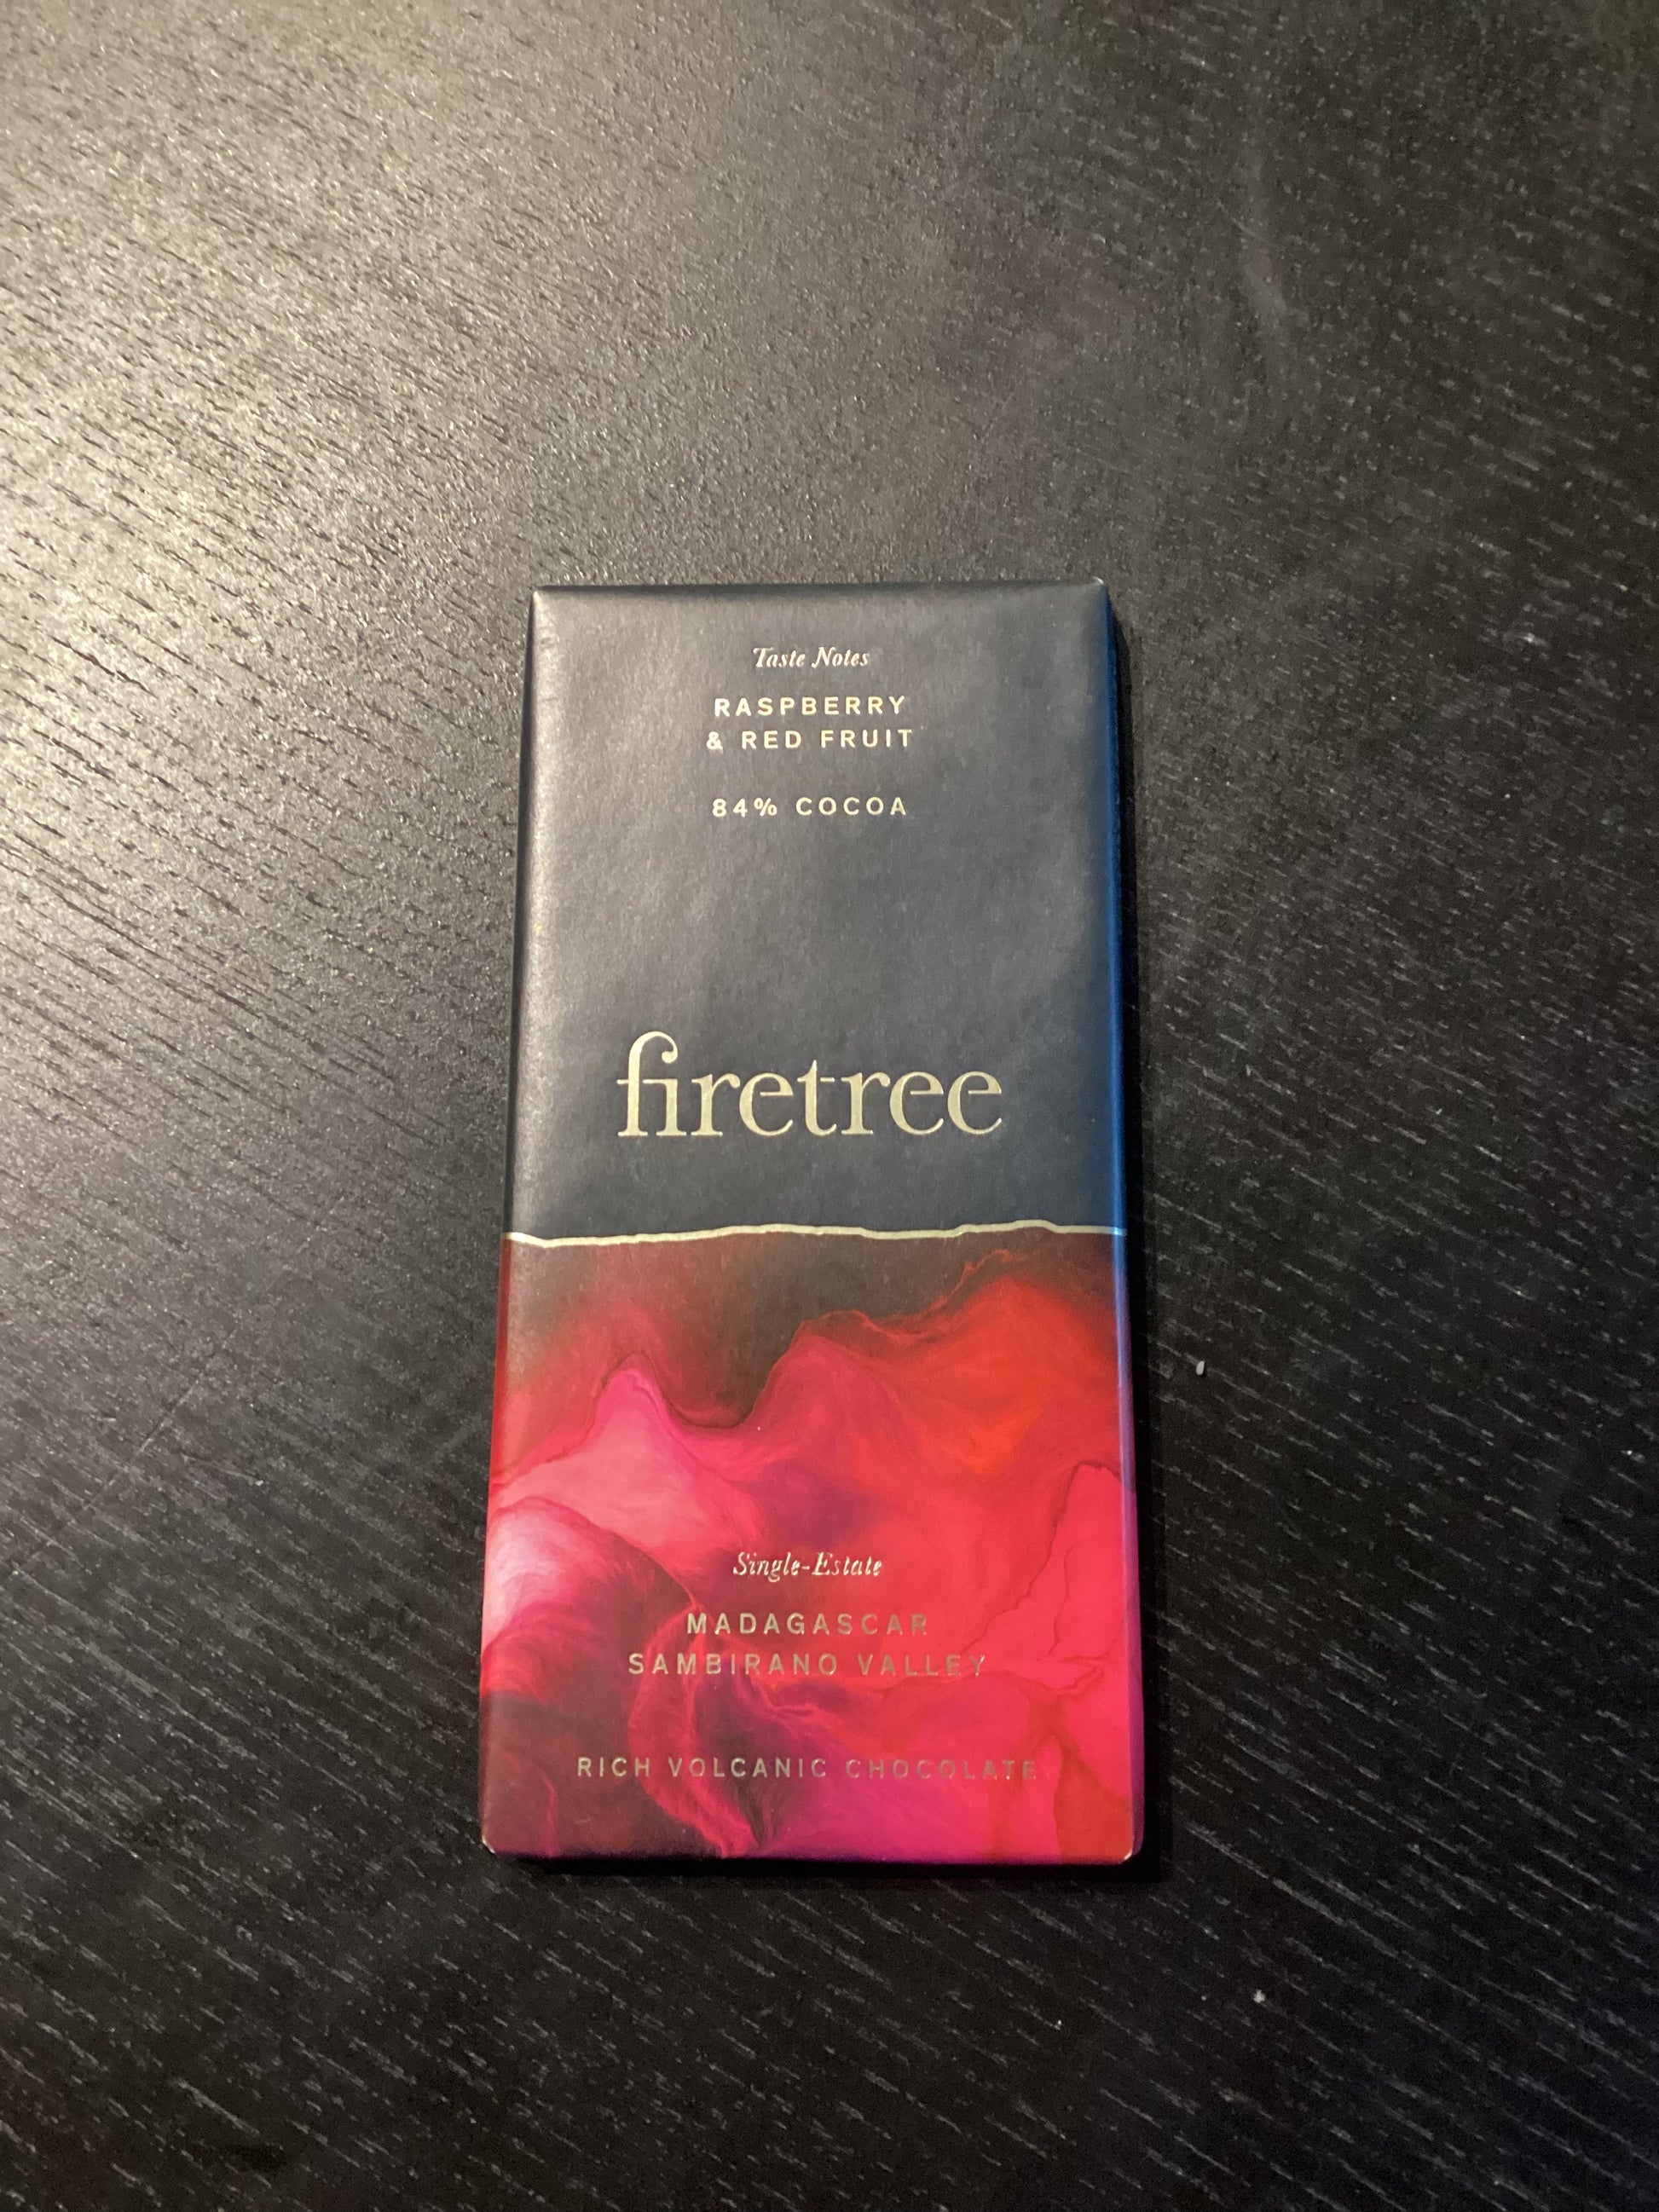 Taste Notes
RASPBERRY
& RED FRUIT
84% COCOA
firetree
Single-Estate
MADAGASCAR
SAMBIRANO VALLEY
RICH VOLCANIC CHOCOLATE